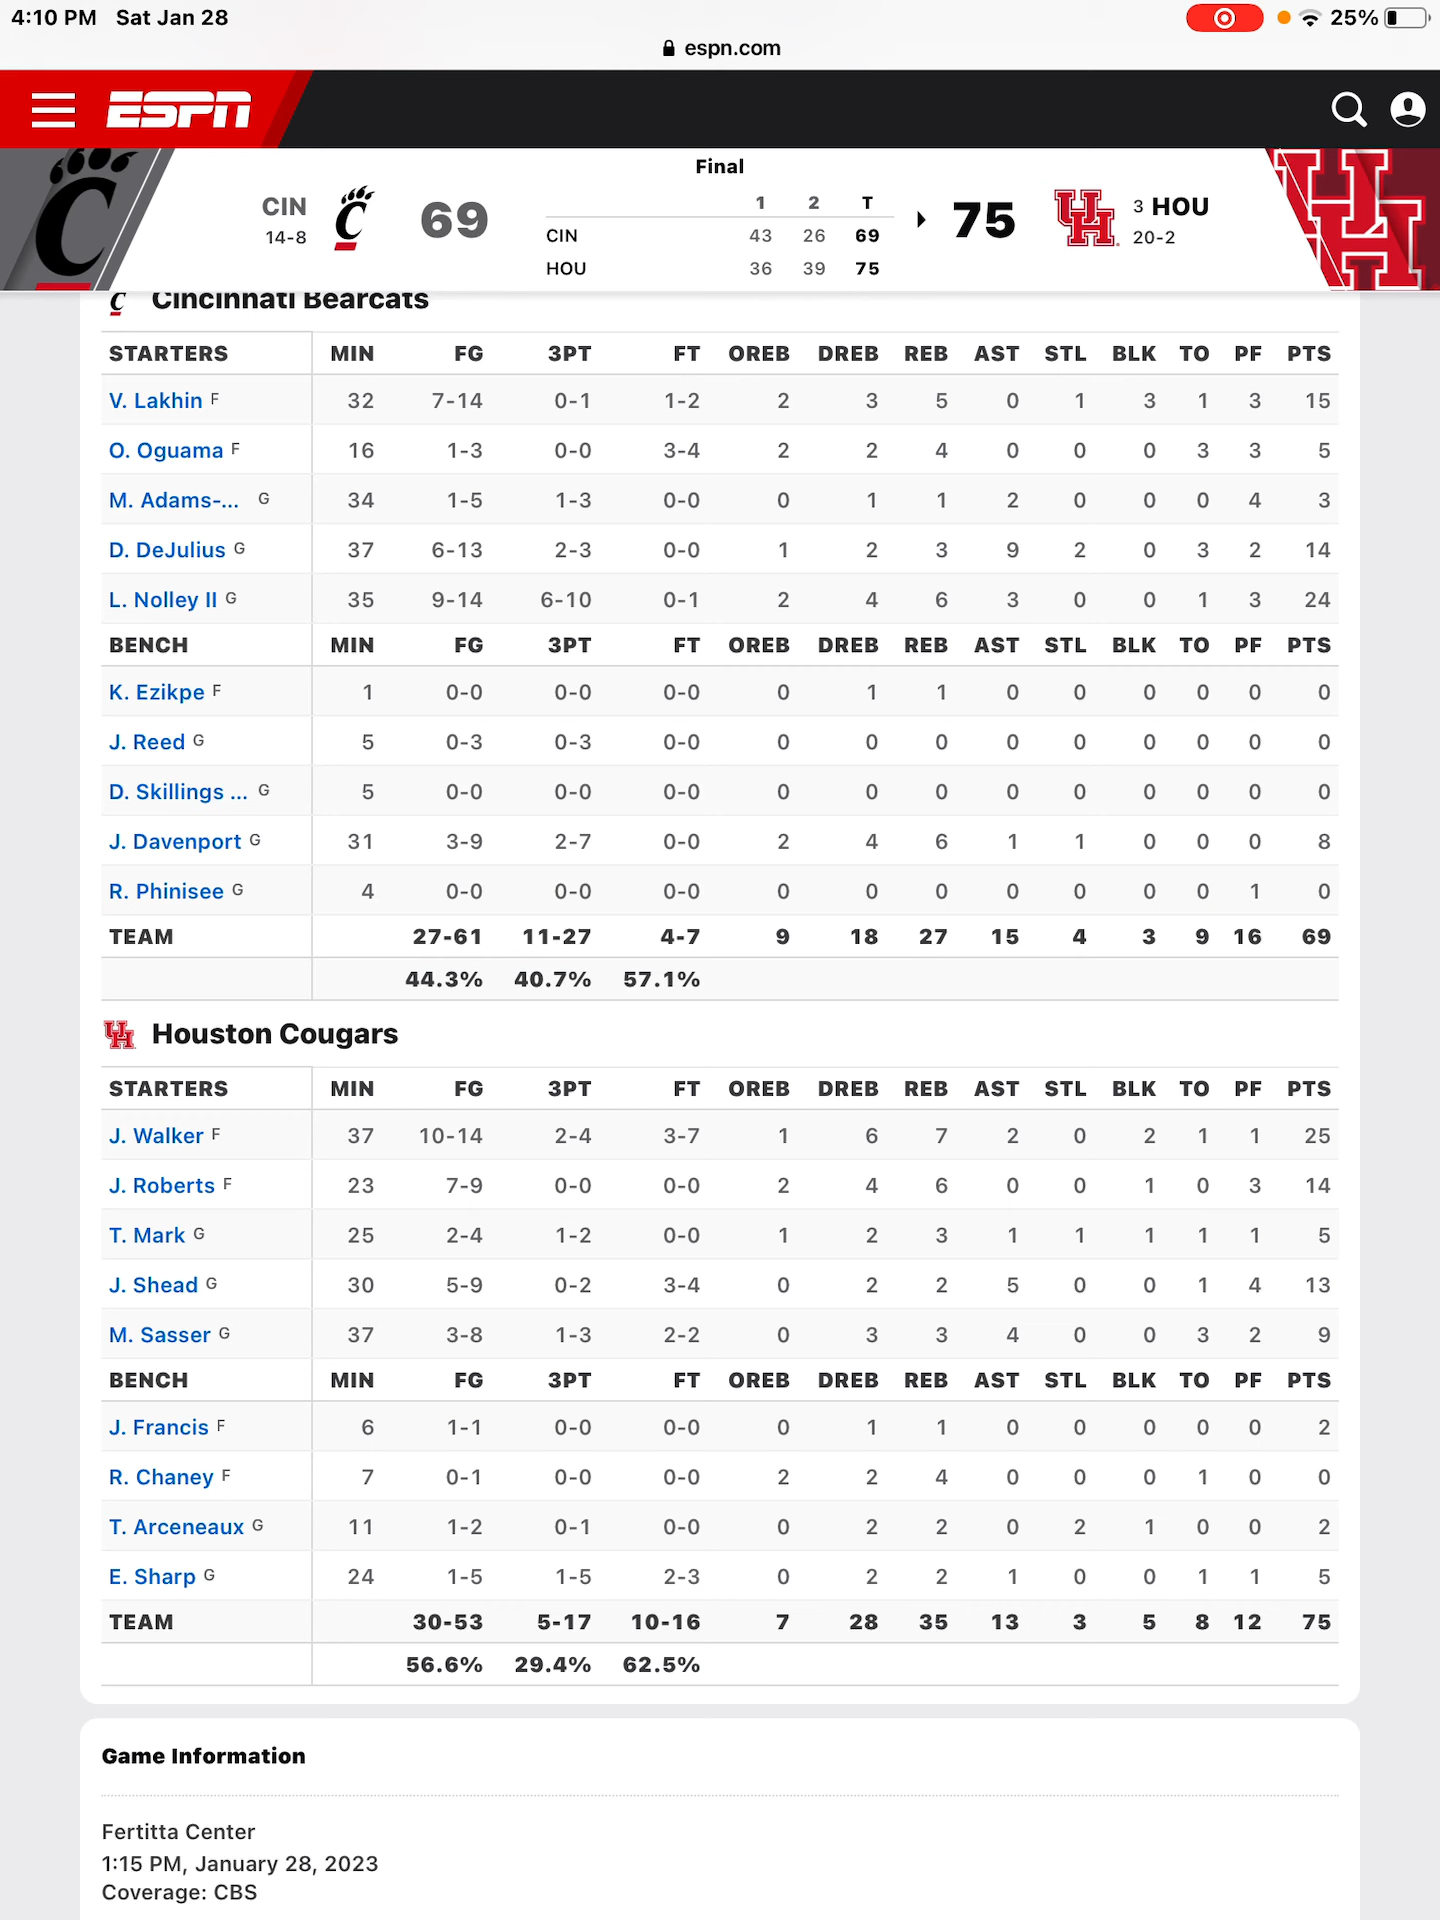 4:10 PM Sat Jan 28 25%
espn.com
ESPN
Final
CIN 14-8 69 75 3 HOU 20-2
1 2 T
CIN 43 26 69
HOU 36 39 75
Cincinnati Bearcats
STARTERS MIN FG 3PT FT OREB DREB REB AST STL BLK TO PF PTS
V. Lakhin F 32 7-14 0-1 1-2 2 3 5 0 1 3 1 3 15
O. Oguama F 16 1-3 0-0 3-4 2 2 4 0 0 0 3 3 5
M. Adams-... G 34 1-5 1-3 0-0 0 1 1 2 0 0 0 4 3
D. DeJulius G 37 6-13 2-3 0-0 1 2 3 9 2 0 3 2 14
L. Nolley II G 35 9-14 6-10 0-1 2 4 6 3 0 0 1 3 24
BENCH MIN FG 3PT FT OREB DREB REB AST STL BLK TO PF PTS
K. Ezikpe F 1 0-0 0-0 0-0 0 1 1 0 0 0 0 0 0
J. Reed G 5 0-3 0-3 0-0 0 0 0 0 0 0 0 0 0
D. Skillings ... G 5 0-0 0-0 0-0 0 0 0 0 0 0 0 0 0
J. Davenport G 31 3-9 2-7 0-0 2 4 6 1 1 0 0 0 8
R. Phinisee G 4 0-0 0-0 0-0 0 0 0 0 0 0 0 1 0
TEAM 27-61 11-27 4-7 9 18 27 15 4 3 9 16 69
44.3% 40.7% 57.1%
Houston Cougars
STARTERS MIN FG 3PT FT OREB DREB REB AST STL BLK TO PF PTS
J. Walker F 37 10-14 2-4 3-7 1 6 7 2 0 2 1 1 25
J. Roberts F 23 7-9 0-0 0-0 2 4 6 0 0 1 0 3 14
T. Mark G 25 2-4 1-2 0-0 1 2 3 1 1 1 1 1 5
J. Shead G 30 5-9 0-2 3-4 0 2 2 5 0 0 1 4 13
M. Sasser G 37 3-8 1-3 2-2 0 3 3 4 0 0 3 2 9
BENCH MIN FG 3PT FT OREB DREB REB AST STL BLK TO PF PTS
J. Francis F 6 1-1 0-0 0-0 0 1 1 0 0 0 0 0 2
R. Chaney F 7 0-1 0-0 0-0 2 2 4 0 0 0 1 0 0
T. Arceneaux G 11 1-2 0-1 0-0 0 2 2 0 2 1 0 0 2
E. Sharp G 24 1-5 1-5 2-3 0 2 2 1 0 0 1 1 5
TEAM 30-53 5-17 10-16 7 28 35 13 3 5 8 12 75
56.6% 29.4% 62.5%
Game Information
Fertitta Center
1:15 PM, January 28, 2023
Coverage: CBS